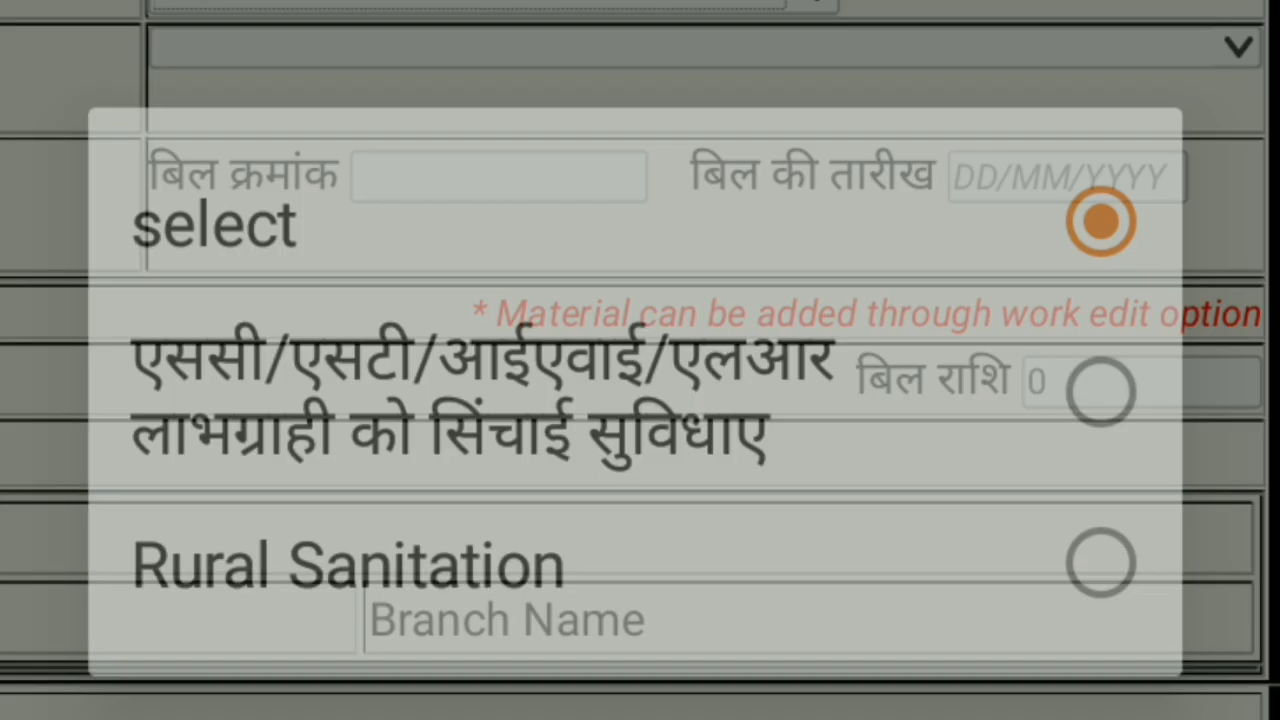 बिल क्रमांक बिल की तारीख DD/MM/YYYY
select
* Material can be added through work edit option
एससी/एसटी/आईएवाई/एलआर
बिल राशि 0
लाभग्राही को सिंचाई सुविधाए
Rural Sanitation
Branch Name